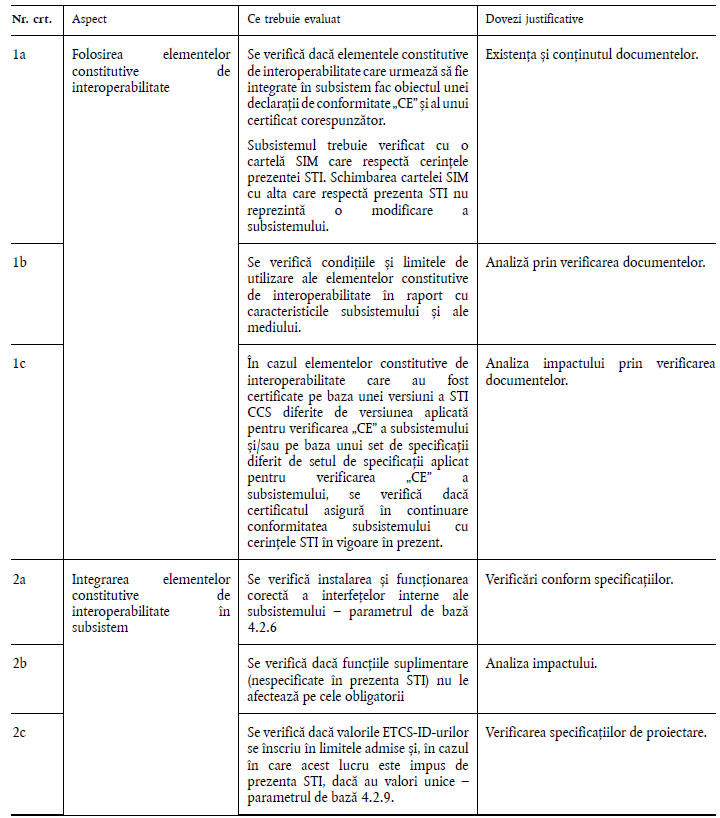 Nr. crt. Aspect Ce trebuie evaluat Dovezi justificative
1a Folosirea elementelor constitutive de interoperabilitate
Se verifică dacă elementele constitutive
de interoperabilitate care urmează să fie
integrate în subsistem fac obiectul unei
declarații de conformitate „CE” și al unui
certificat corespunzător.
Subsistemul trebuie verificat cu o
cartelă SIM care respectă cerințele
prezentei STI. Schimbarea cartelei SIM
cu alta care respectă prezenta STI nu
reprezintă o modificare a
subsistemului.
Existența și conținutul documentelor.
1b
Se verifică condițiile și limitele de
utilizare ale elementelor constitutive
de interoperabilitate în raport cu
caracteristicile subsistemului și ale
mediului.
Analiză prin verificarea documentelor.
1c
În cazul elementelor constitutive de
interoperabilitate care au fost
certificate pe baza unei versiuni a STI
CCS diferite de versiunea aplicată
pentru verificarea „CE” a subsistemului
și/sau pe baza unui set de specificații
diferit de setul de specificații aplicat
pentru verificarea „CE” a
subsistemului, se verifică dacă
certificatul asigură în continuare
conformitatea subsistemului cu
cerințele STI în vigoare în prezent.
Analiza impactului prin verificarea
documentelor.
2a
Integrarea elementelor
constitutive de
interoperabilitate în
subsistem
Se verifică instalarea și funcționarea
corectă a interfețelor interne ale
subsistemului – parametrul de bază
4.2.6
Verificări conform specificațiilor.
2b
Se verifică dacă funcțiile suplimentare
(nespecificate în prezenta STI) nu le
afectează pe cele obligatorii
Analiza impactului.
2c
Se verifică dacă valorile ETCS-ID-urilor
se înscriu în limitele admise și, în cazul
în care acest lucru este impus de
prezenta STI, dacă au valori unice –
parametrul de bază 4.2.9.
Verificarea specificațiilor de proiectare.